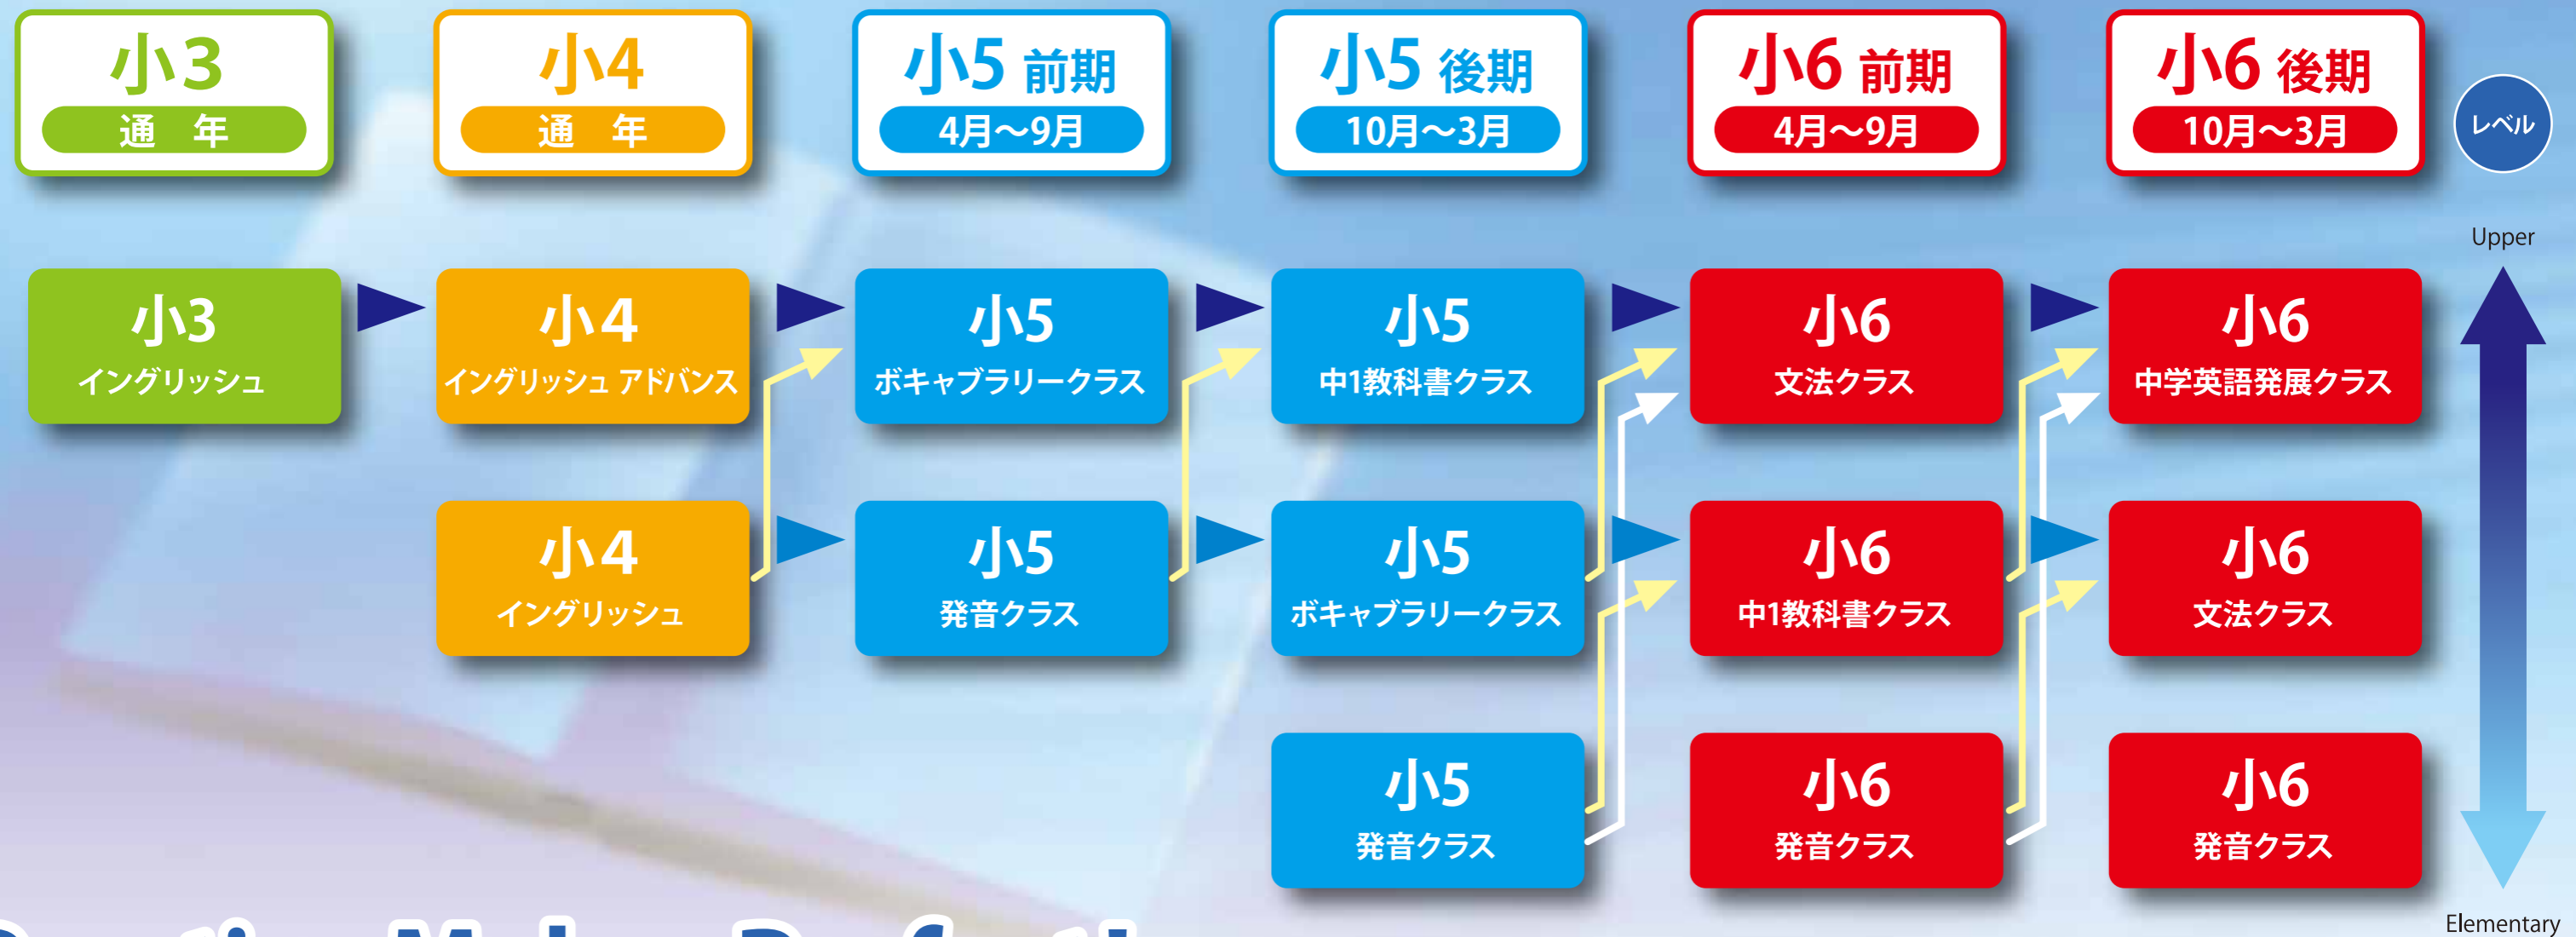 小3
通 年
小4
通 年
小5 前期
4月～9月
小5 後期
10月～3月
小6 前期
4月～9月
小6 後期
10月～3月
レベル
Upper
小3
イングリッシュ
小4
イングリッシュ アドバンス
小5
ボキャブラリークラス
小5
中1教科書クラス
小6
文法クラス
小6
中学英語発展クラス
小4
イングリッシュ
小5
発音クラス
小5
ボキャブラリークラス
小6
中1教科書クラス
小6
文法クラス
小5
発音クラス
小6
発音クラス
小6
発音クラス
Elementary